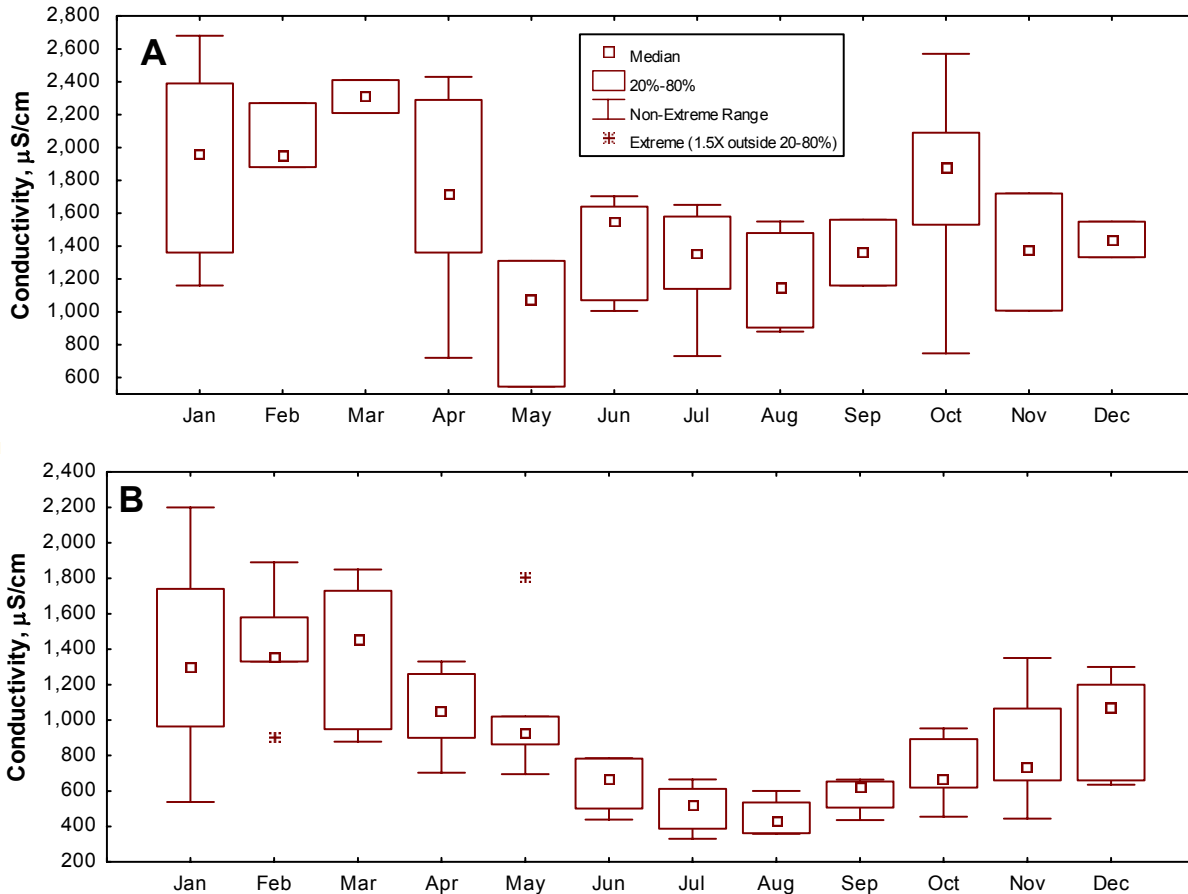 A
2,800
2,600
2,400
2,200
2,000
1,800
1,600
1,400
1,200
1,000
800
600
Conductivity, µS/cm
Median
20%-80%
Non-Extreme Range
Extreme (1.5X outside 20-80%)
Jan Feb Mar Apr May Jun Jul Aug Sep Oct Nov Dec
B
2,400
2,200
2,000
1,800
1,600
1,400
1,200
1,000
800
600
400
200
Conductivity, µS/cm
Jan Feb Mar Apr May Jun Jul Aug Sep Oct Nov Dec